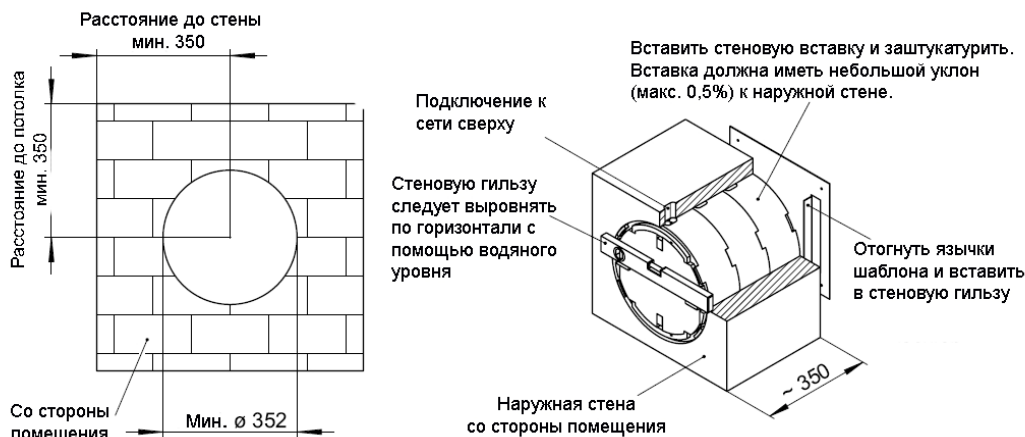 Расстояние до стены
мин. 350
Расстояние до потолка
мин. 350
Со стороны
помещения
Мин. ø 352
Вставить стеновую вставку и заштукатурить.
Вставка должна иметь небольшой уклон
(макс. 0,5%) к наружной стене.
Подключение к
сети сверху
Стеновую гильзу
следует выровнять
по горизонтали с
помощью водяного
уровня
Отогнуть язычки
шаблона и вставить
в стеновую гильзу
~ 350
Наружная стена
со стороны помещения